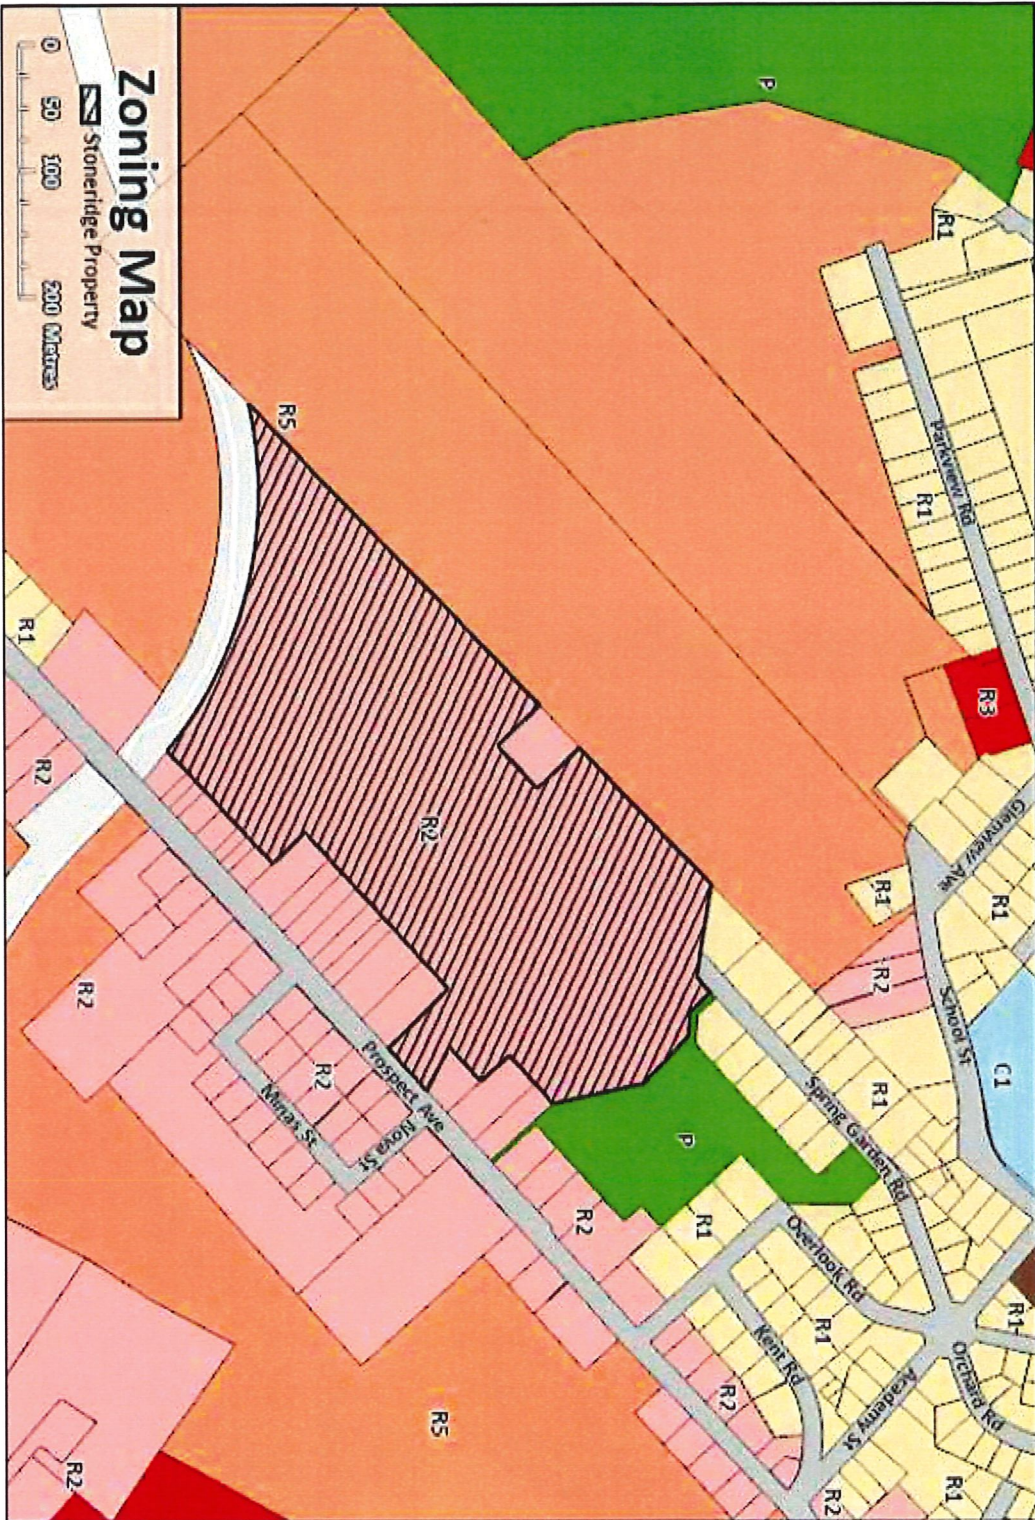 R1
C1
R1
R3
Glenview Ave
Orchard Rd
School St
Parkview Rd
R1
R1
R1
Academy St
R1
R2
R1
Spring Garden Rd
Overlook Rd
R2
R1
Kent Rd
P
R2
R1
P
R2
R5
R2
Prospect Ave
St
R2
Minas St
R5
R2
R2
R2
R1
Zoning Map
Stoneridge Property
0 50 100 200 Metres